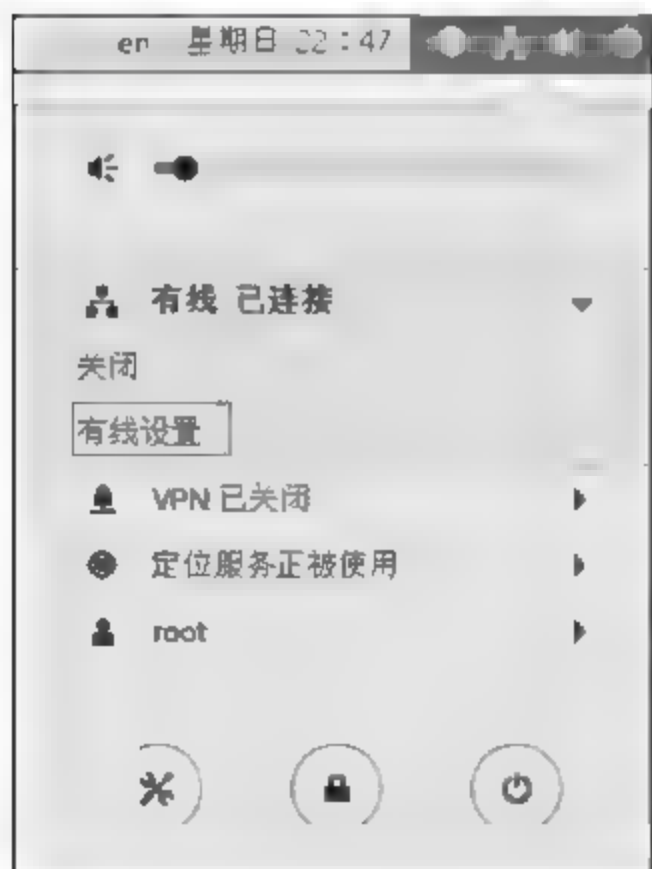 en 星期日 22:47
有线 已连接
关闭
有线设置
VPN 已关闭
定位服务正被使用
root